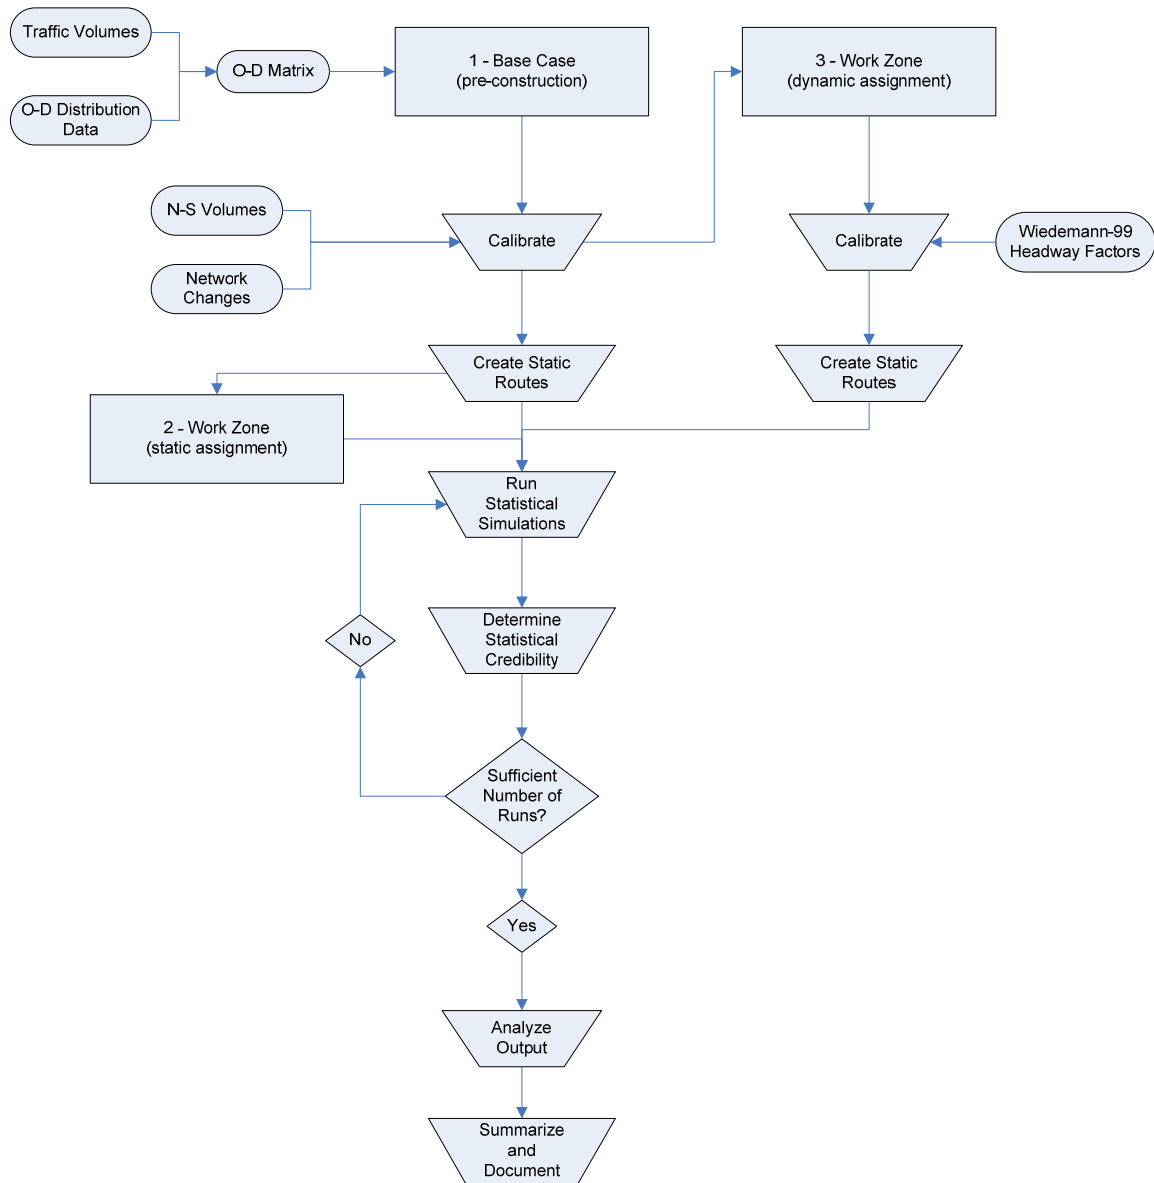 Traffic Volumes
O-D Distribution
Data
O-D Matrix
1 - Base Case
(pre-construction)
3 - Work Zone
(dynamic assignment)
N-S Volumes
Network
Changes
Calibrate
Calibrate
Wiedemann-99
Headway Factors
Create Static
Routes
Create Static
Routes
2 - Work Zone
(static assignment)
Run
Statistical
Simulations
No
Determine
Statistical
Credibility
Sufficient
Number of
Runs?
Yes
Analyze
Output
Summarize
and
Document